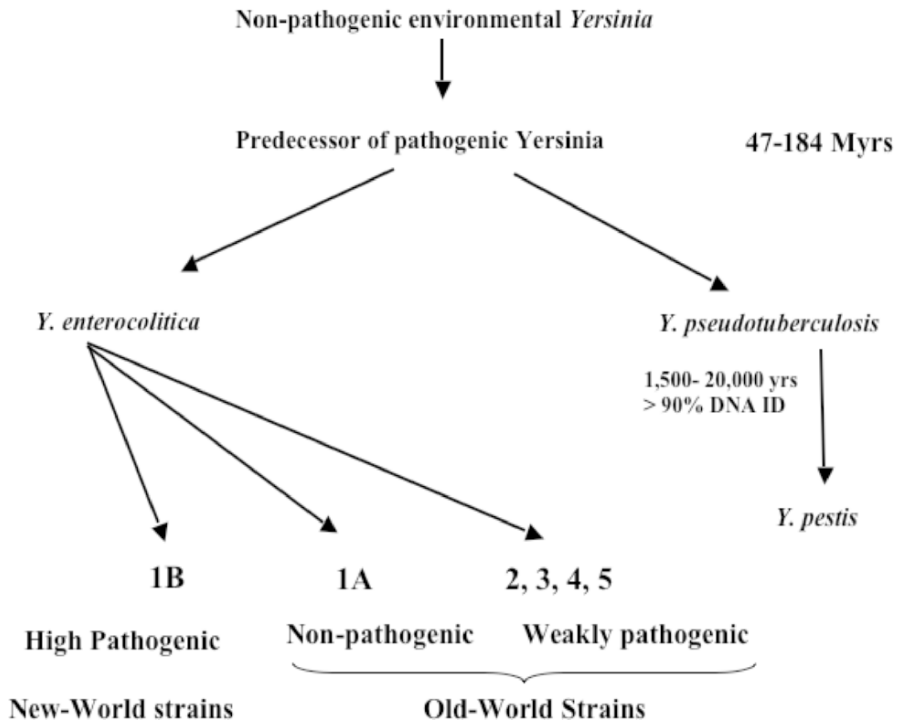 Non-pathogenic environmental Yersinia
Predecessor of pathogenic Yersinia
47-184 Myrs
Y. enterocolitica
Y. pseudotuberculosis
1,500- 20,000 yrs
> 90% DNA ID
Y. pestis
1B
1A
2, 3, 4, 5
High Pathogenic
Non-pathogenic
Weakly pathogenic
New-World strains
Old-World Strains